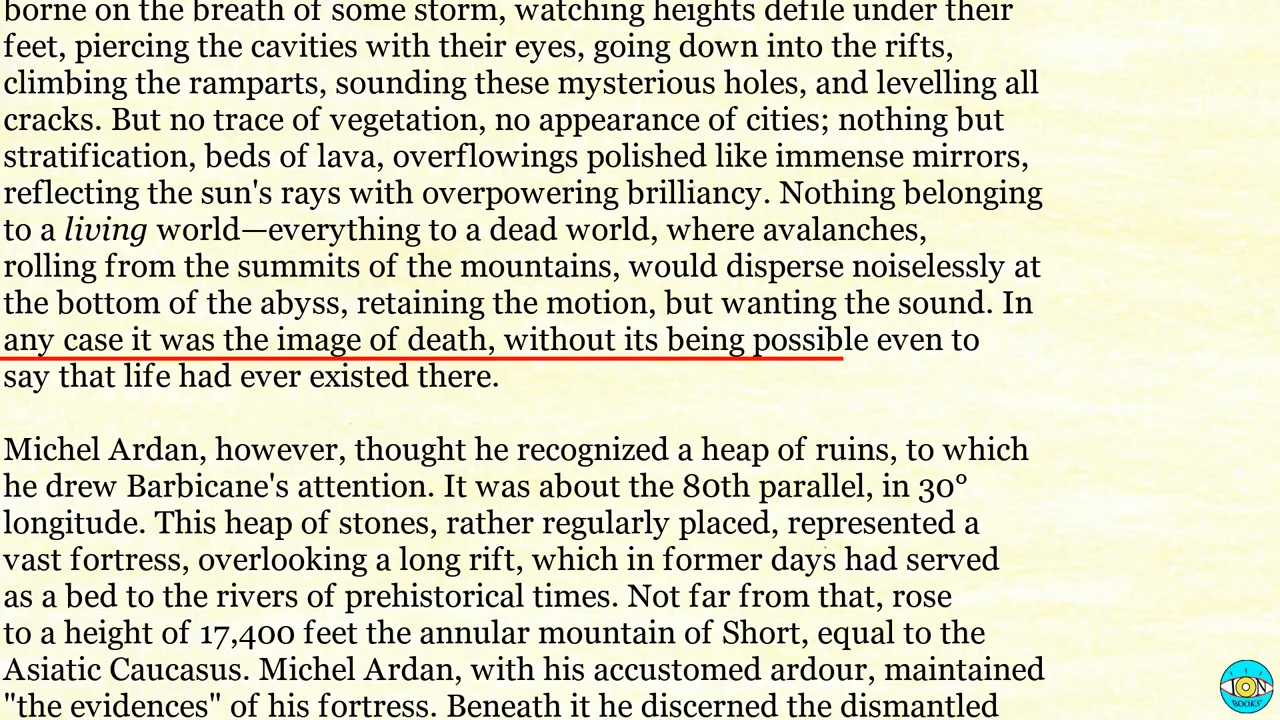 borne on the breath of some storm, watching heights defile under their
feet, piercing the cavities with their eyes, going down into the rifts,
climbing the ramparts, sounding these mysterious holes, and levelling all
cracks. But no trace of vegetation, no appearance of cities; nothing but
stratification, beds of lava, overflowings polished like immense mirrors,
reflecting the sun's rays with overpowering brilliancy. Nothing belonging
to a living world—everything to a dead world, where avalanches,
rolling from the summits of the mountains, would disperse noiselessly at
the bottom of the abyss, retaining the motion, but wanting the sound. In
any case it was the image of death, without its being possible even to
say that life had ever existed there.
Michel Ardan, however, thought he recognized a heap of ruins, to which
he drew Barbicane's attention. It was about the 80th parallel, in 30°
longitude. This heap of stones, rather regularly placed, represented a
vast fortress, overlooking a long rift, which in former days had served
as a bed to the rivers of prehistorical times. Not far from that, rose
to a height of 17,400 feet the annular mountain of Short, equal to the
Asiatic Caucasus. Michel Ardan, with his accustomed ardour, maintained
"the evidences" of his fortress. Beneath it he discerned the dismantled
ION
BOOKS